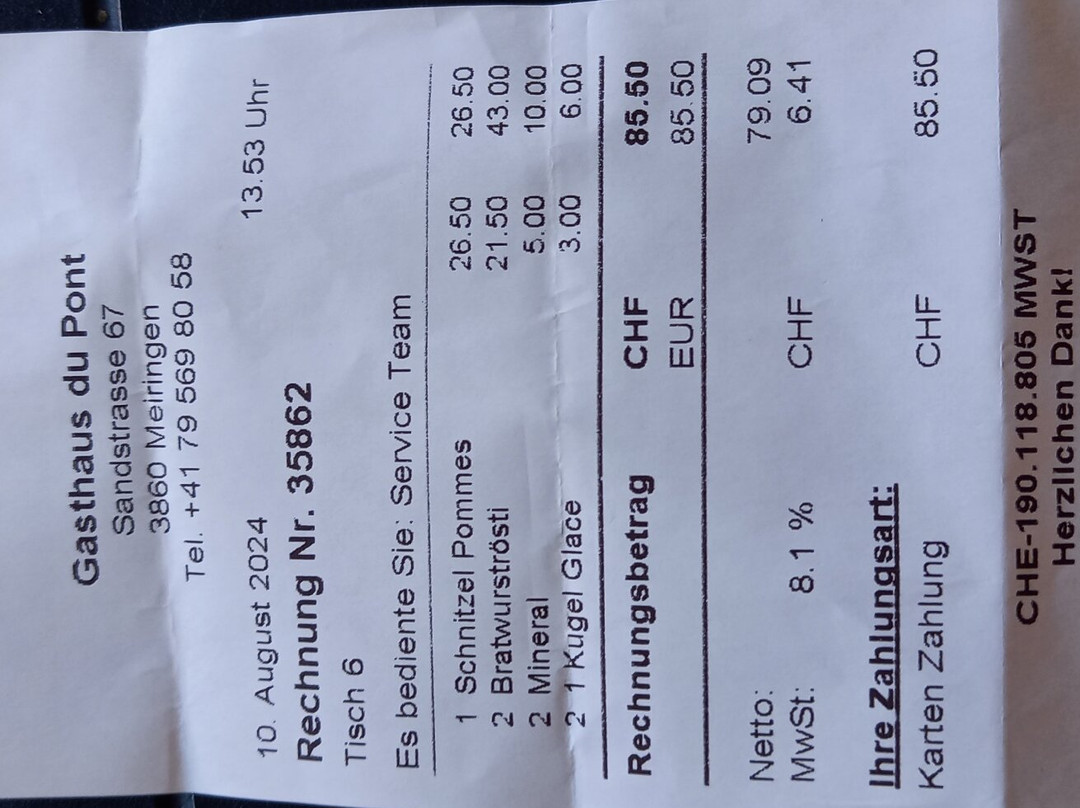 Gasthaus du Pont
Sandstrasse 67
3860 Meiringen
Tel. +41 79 569 80 58
10. August 2024 13.53 Uhr
Rechnung Nr. 35862
Tisch 6
Es bediente Sie: Service Team
1 Schnitzel Pommes 26.50 26.50
2 Bratwurströsti 21.50 43.00
2 Mineral 5.00 10.00
2 1 Kugel Glace 3.00 6.00
Rechnungsbetrag CHF 85.50
EUR 85.50
Netto: 79.09
MwSt: 8.1 % CHF 6.41
Ihre Zahlungsart:
Karten Zahlung CHF 85.50
CHE-190.118.805 MWST
Herzlichen Dank!